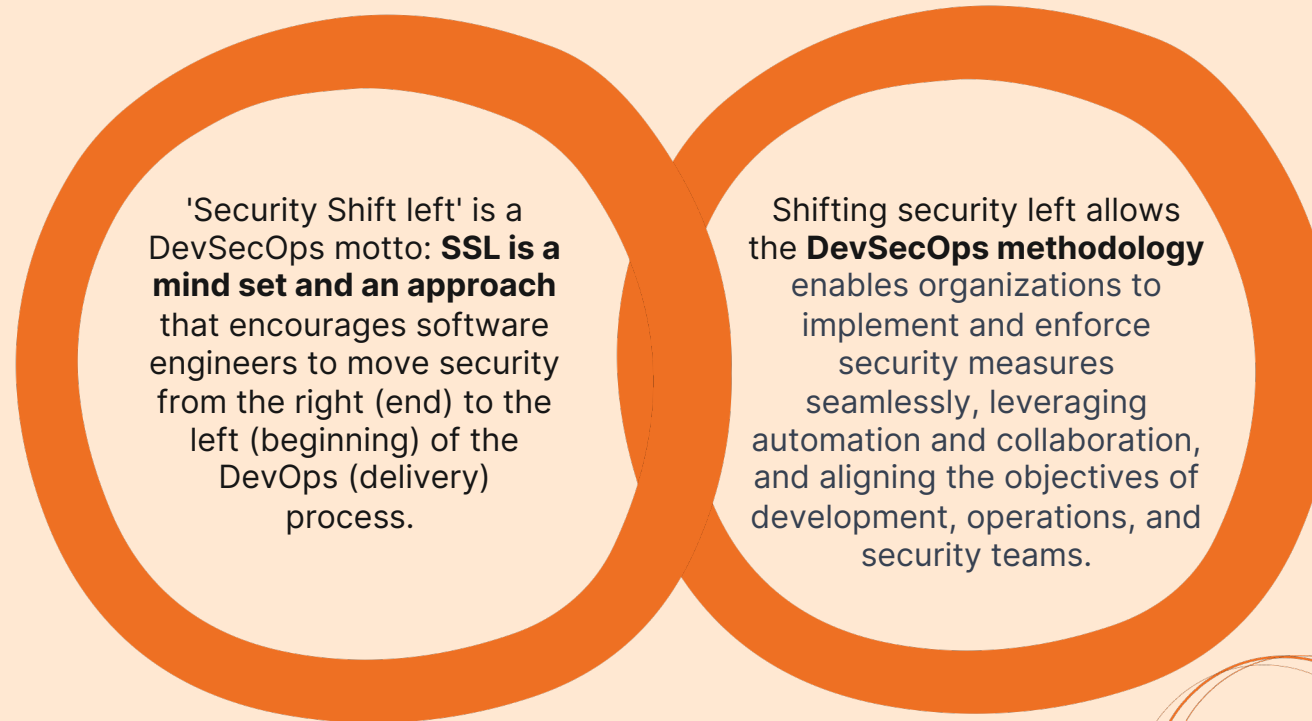 'Security Shift left' is a
DevSecOps motto: SSL is a
mind set and an approach
that encourages software
engineers to move security
from the right (end) to the
left (beginning) of the
DevOps (delivery)
process.
Shifting security left allows
the DevSecOps methodology
enables organizations to
implement and enforce
security measures
seamlessly, leveraging
automation and collaboration,
and aligning the objectives of
development, operations, and
security teams.